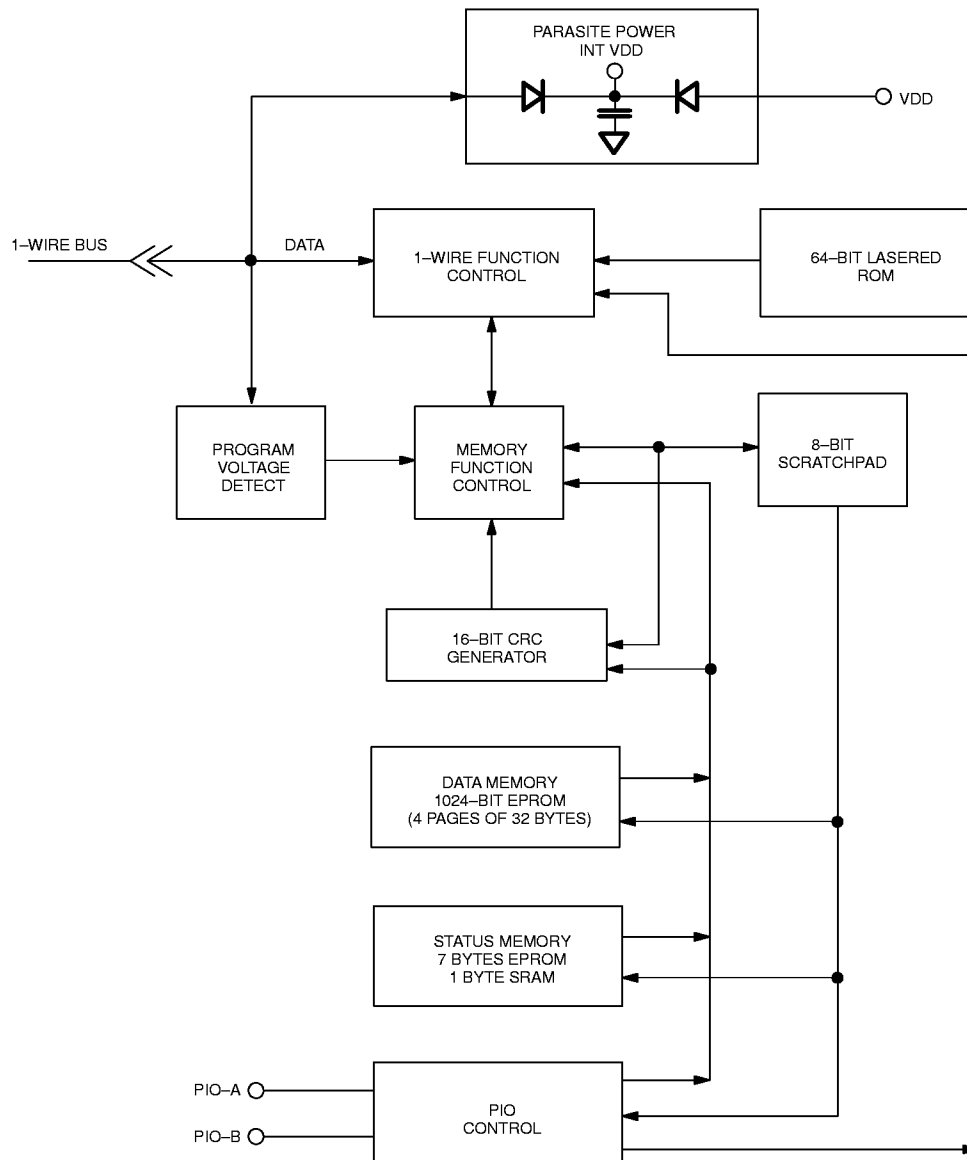 PARASITE POWER
INT VDD
VDD
1–WIRE BUS
DATA
1–WIRE FUNCTION
CONTROL
64–BIT LASERED
ROM
PROGRAM
VOLTAGE
DETECT
MEMORY
FUNCTION
CONTROL
8–BIT
SCRATCHPAD
16–BIT CRC
GENERATOR
DATA MEMORY
1024–BIT EPROM
(4 PAGES OF 32 BYTES)
STATUS MEMORY
7 BYTES EPROM
1 BYTE SRAM
PIO–A
PIO–B
PIO
CONTROL